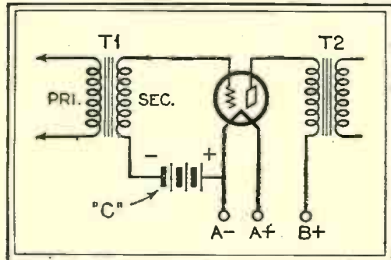 T1 T2
PRI. SEC.
- +
"C"
A- A+ B+